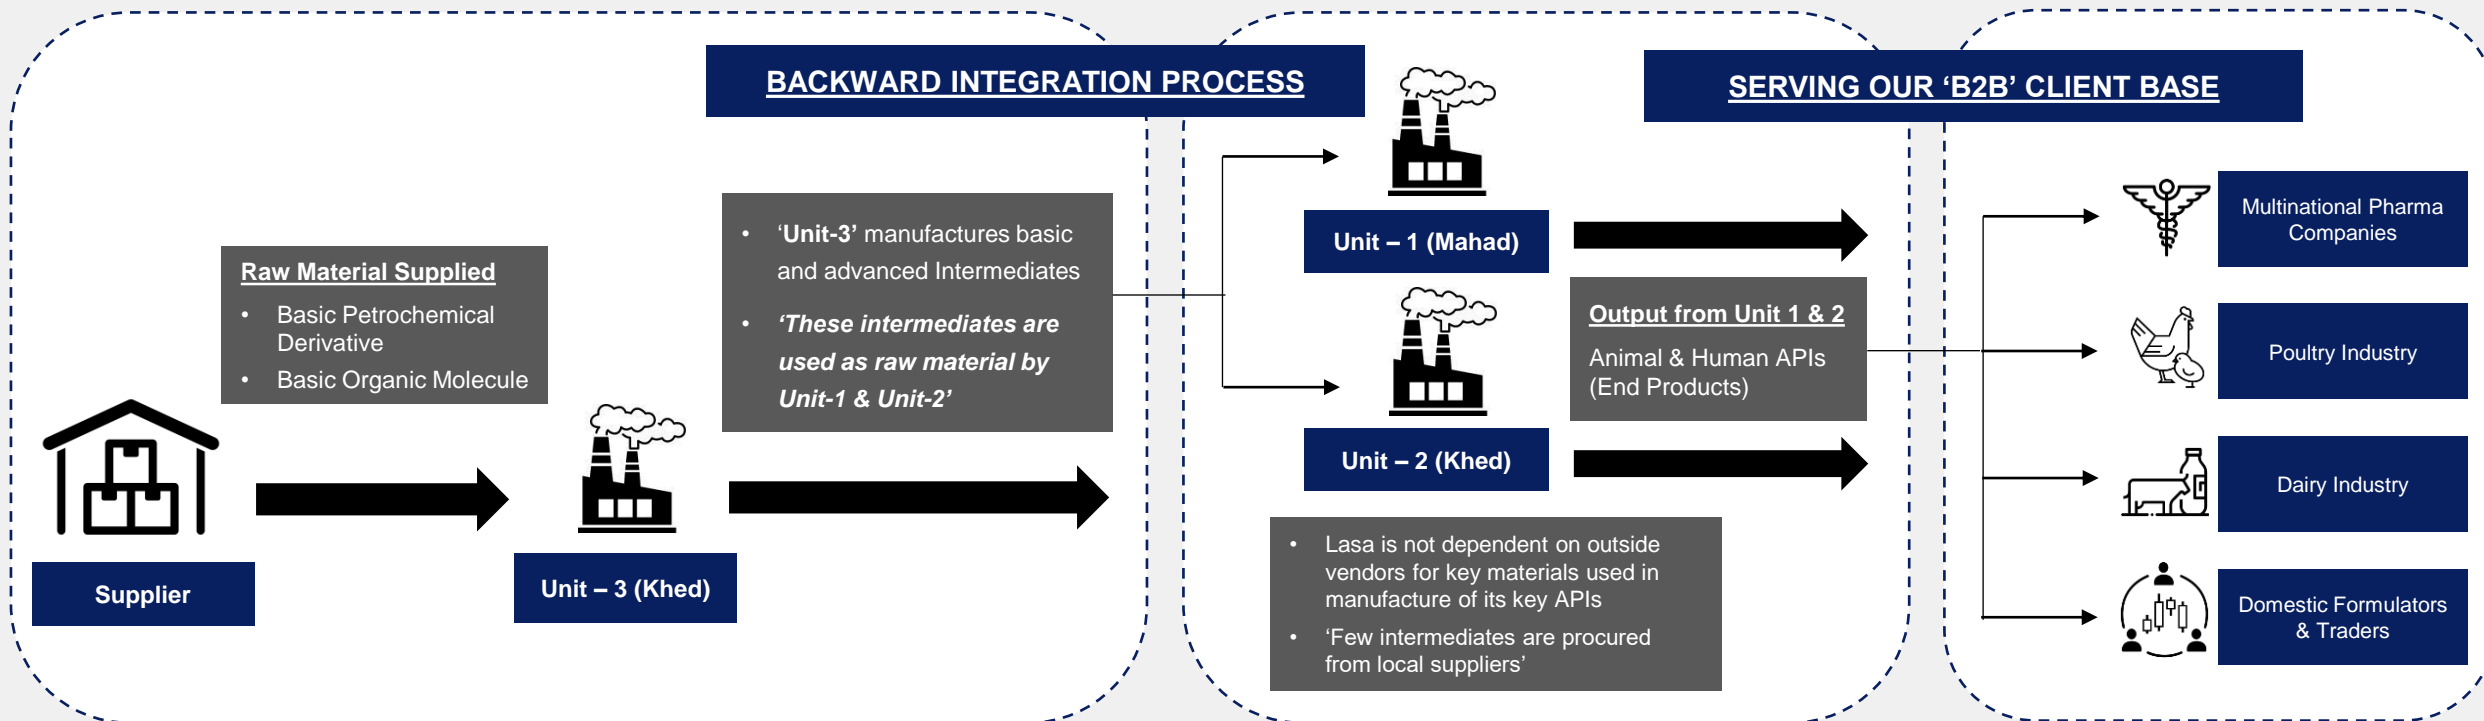 BACKWARD INTEGRATION PROCESS
SERVING OUR ‘B2B’ CLIENT BASE
Raw Material Supplied
• Basic Petrochemical
Derivative
• Basic Organic Molecule
Supplier
Unit – 3 (Khed)
• ‘Unit-3’ manufactures basic
and advanced Intermediates
• ‘These intermediates are
used as raw material by
Unit-1 & Unit-2’
Unit – 1 (Mahad)
Unit – 2 (Khed)
Output from Unit 1 & 2
Animal & Human APIs
(End Products)
• Lasa is not dependent on outside
vendors for key materials used in
manufacture of its key APIs
• ‘Few intermediates are procured
from local suppliers’
Multinational Pharma
Companies
Poultry Industry
Dairy Industry
Domestic Formulators
& Traders